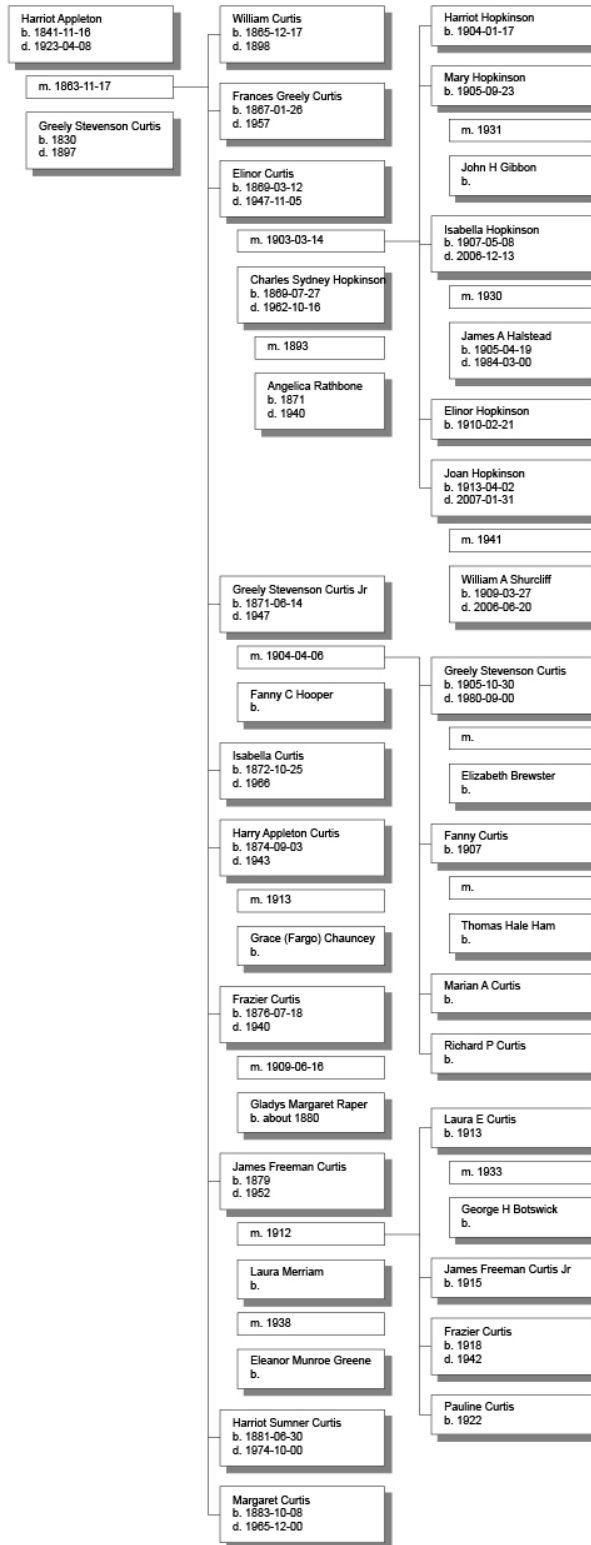 Harriot Appleton
b. 1841-11-16
d. 1923-04-08
m. 1863-11-17
Greely Stevenson Curtis
b. 1830
d. 1897
William Curtis
b. 1865-12-17
d. 1898
Frances Greely Curtis
b. 1867-01-26
d. 1957
Elinor Curtis
b. 1869-03-12
d. 1947-11-05
m. 1903-03-14
Charles Sydney Hopkinson
b. 1869-07-27
d. 1962-10-16
m. 1893
Angelica Rathbone
b. 1871
d. 1940
Greely Stevenson Curtis Jr
b. 1871-06-14
d. 1947
m. 1904-04-06
Fanny C Hooper
b.
Isabella Curtis
b. 1872-10-25
d. 1966
Harry Appleton Curtis
b. 1874-09-03
d. 1943
m. 1913
Grace (Fargo) Chauncey
b.
Frazier Curtis
b. 1876-07-18
d. 1940
m. 1909-06-16
Gladys Margaret Raper
b. about 1880
James Freeman Curtis
b. 1879
d. 1952
m. 1912
Laura Merriam
b.
m. 1938
Eleanor Munroe Greene
b.
Harriot Sumner Curtis
b. 1881-06-30
d. 1974-10-00
Margaret Curtis
b. 1883-10-08
d. 1965-12-00
Harriot Hopkinson
b. 1904-01-17
Mary Hopkinson
b. 1905-09-23
m. 1931
John H Gibbon
b.
Isabella Hopkinson
b. 1907-05-08
d. 2006-12-13
m. 1930
James A Halstead
b. 1905-04-19
d. 1984-03-00
Elinor Hopkinson
b. 1910-02-21
Joan Hopkinson
b. 1913-04-02
d. 2007-01-31
m. 1941
William A Shurcliff
b. 1909-03-27
d. 2006-06-20
Greely Stevenson Curtis
b. 1905-10-30
d. 1980-09-00
m.
Elizabeth Brewster
b.
Fanny Curtis
b. 1907
m.
Thomas Hale Ham
b.
Marian A Curtis
b.
Richard P Curtis
b.
Laura E Curtis
b. 1913
m. 1933
George H Botswick
b.
James Freeman Curtis Jr
b. 1915
Frazier Curtis
b. 1918
d. 1942
Pauline Curtis
b. 1922